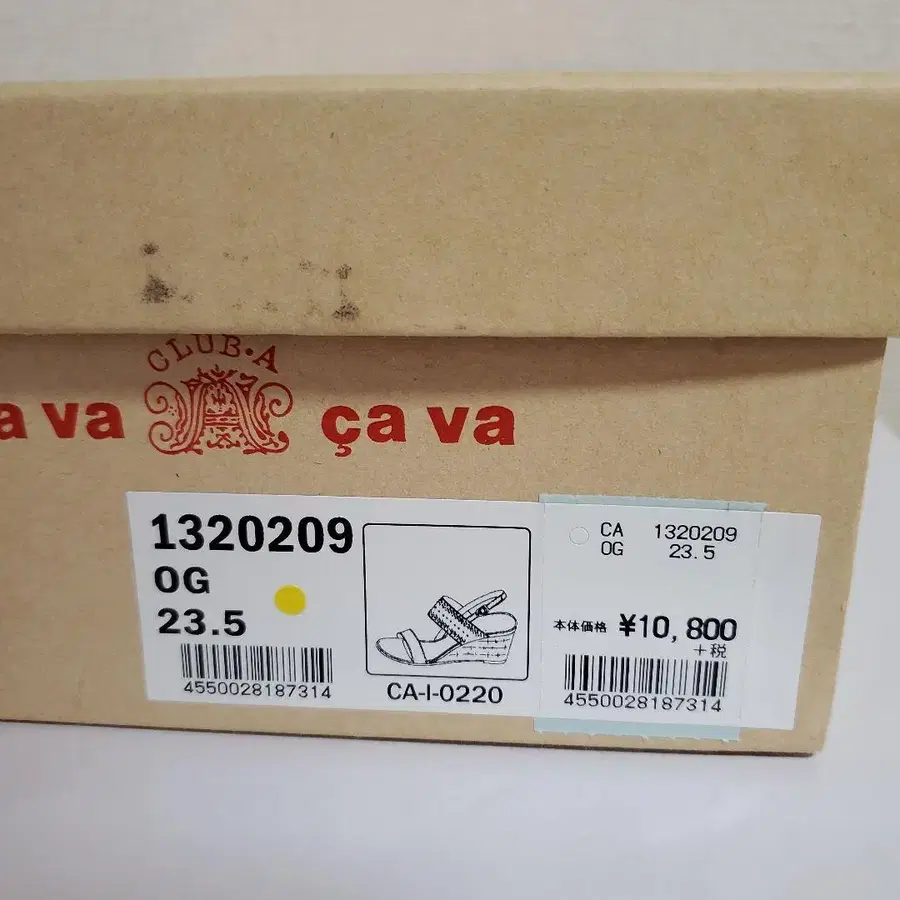 CLUB·A
a va
ça va
1320209
OG
23.5
4550028187314
CA-I-0220
CA 1320209
OG 23.5
本体価格 ¥10,800
+税
4550028187314